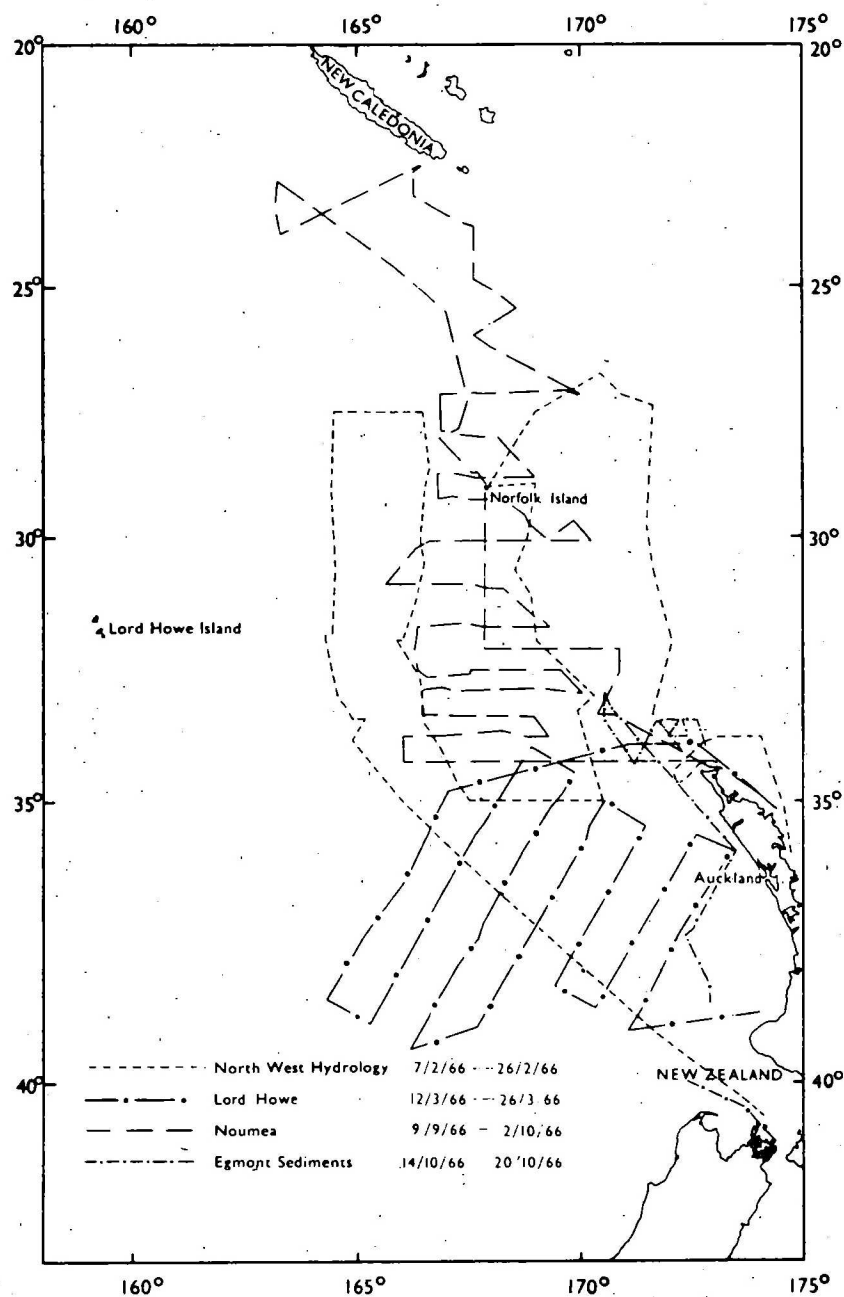 160° 165° 170° 175°
20° 20°
NEW CALEDONIA
25° 25°
Norfolk Island
30° 30°
Lord Howe Island
35° 35°
Auckland
North West Hydrology 7/2/66 - 26/2/66
NEW ZEALAND
40° 40°
Lord Howe 12/3/66 - 26/3 66
Noumea 9/9/66 - 2/10/66
Egmont Sediments 14/10/66 20/10/66
160° 165° 170° 175°